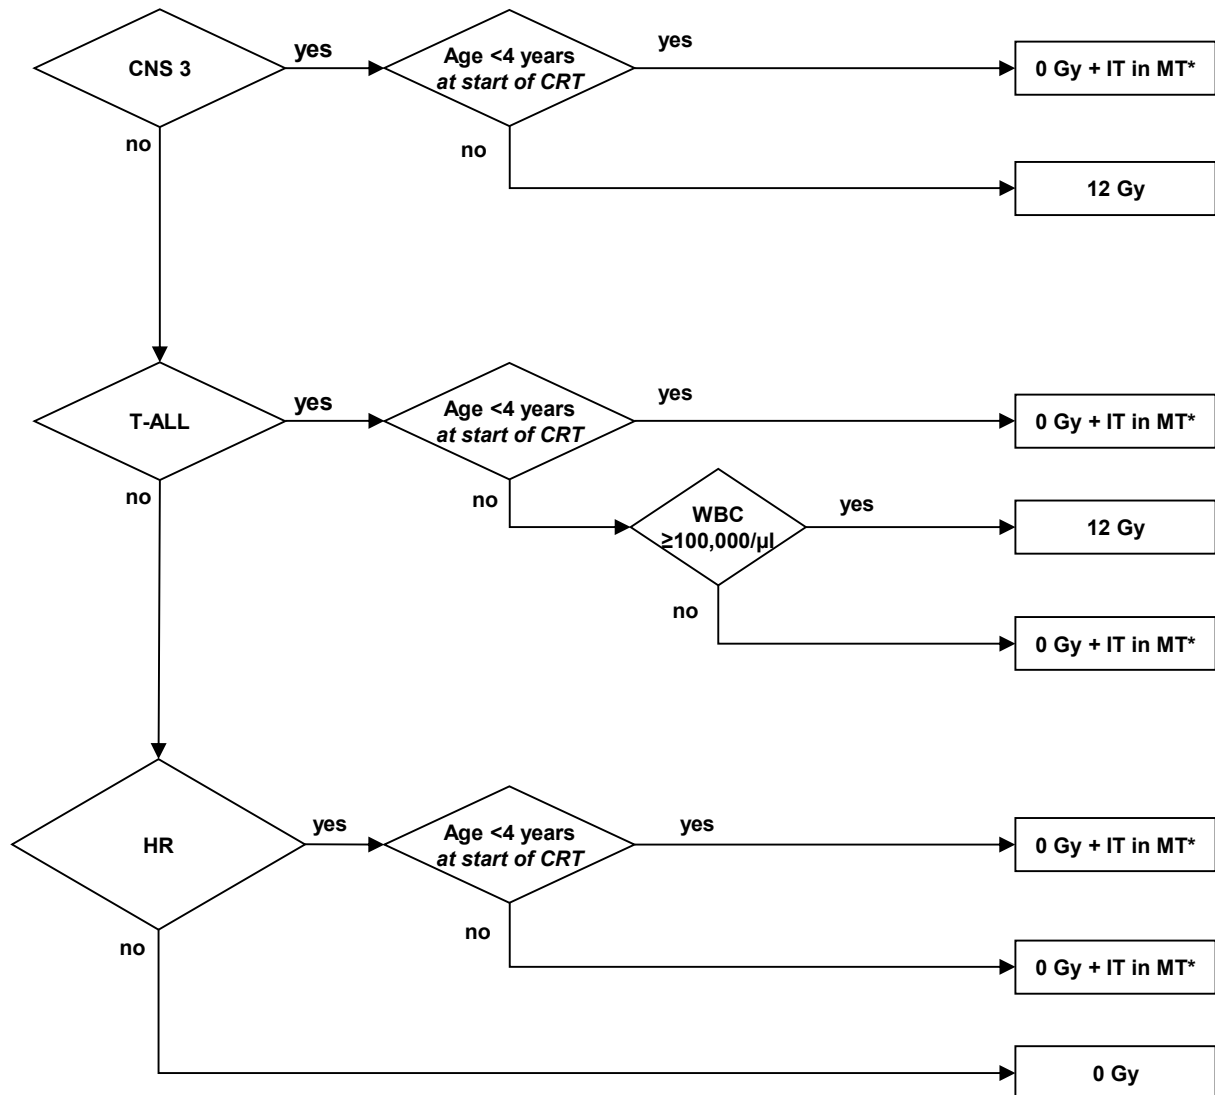 CNS 3
yes
Age <4 years
at start of CRT
yes
0 Gy + IT in MT*
no
no
12 Gy
T-ALL
yes
Age <4 years
at start of CRT
yes
0 Gy + IT in MT*
no
no
WBC
≥100,000/µl
yes
12 Gy
no
0 Gy + IT in MT*
HR
yes
Age <4 years
at start of CRT
yes
0 Gy + IT in MT*
no
no
0 Gy + IT in MT*
0 Gy